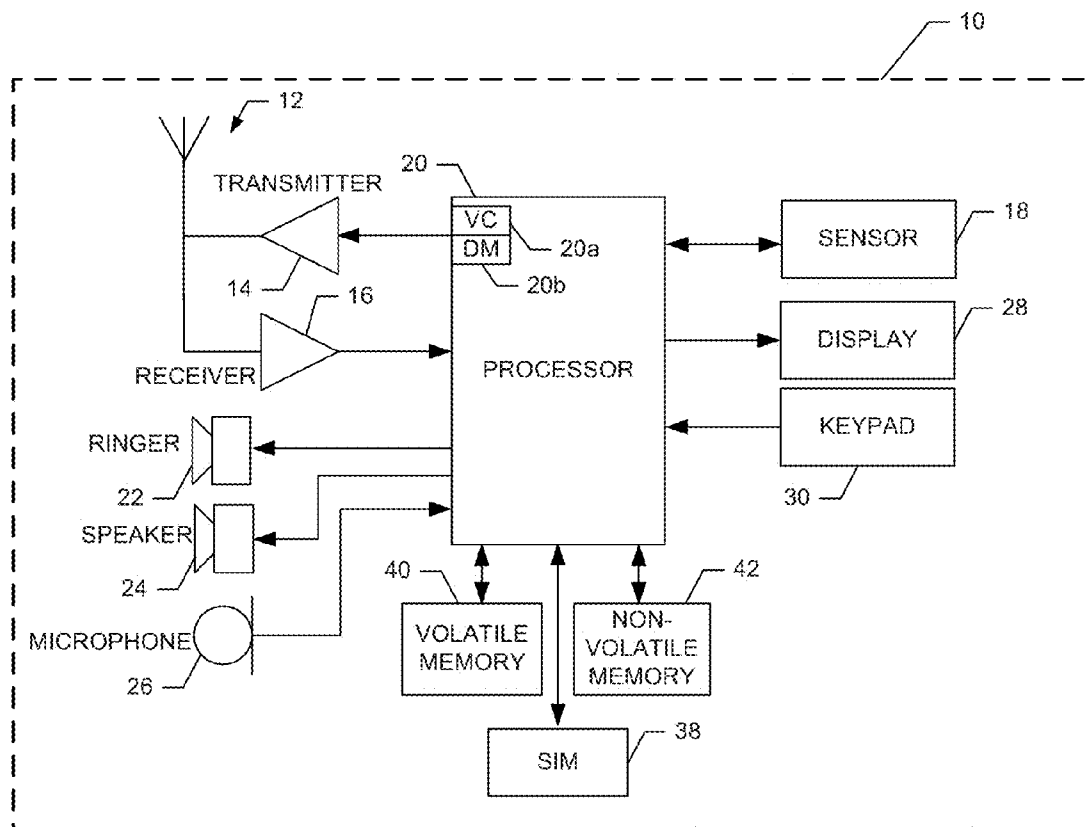 10
12
TRANSMITTER
20
VC
DM
20a
20b
SENSOR
18
14
16
28
DISPLAY
RECEIVER
PROCESSOR
KEYPAD
30
RINGER
22
SPEAKER
24
40
42
MICROPHONE
26
VOLATILE
MEMORY
NON-
VOLATILE
MEMORY
SIM
38